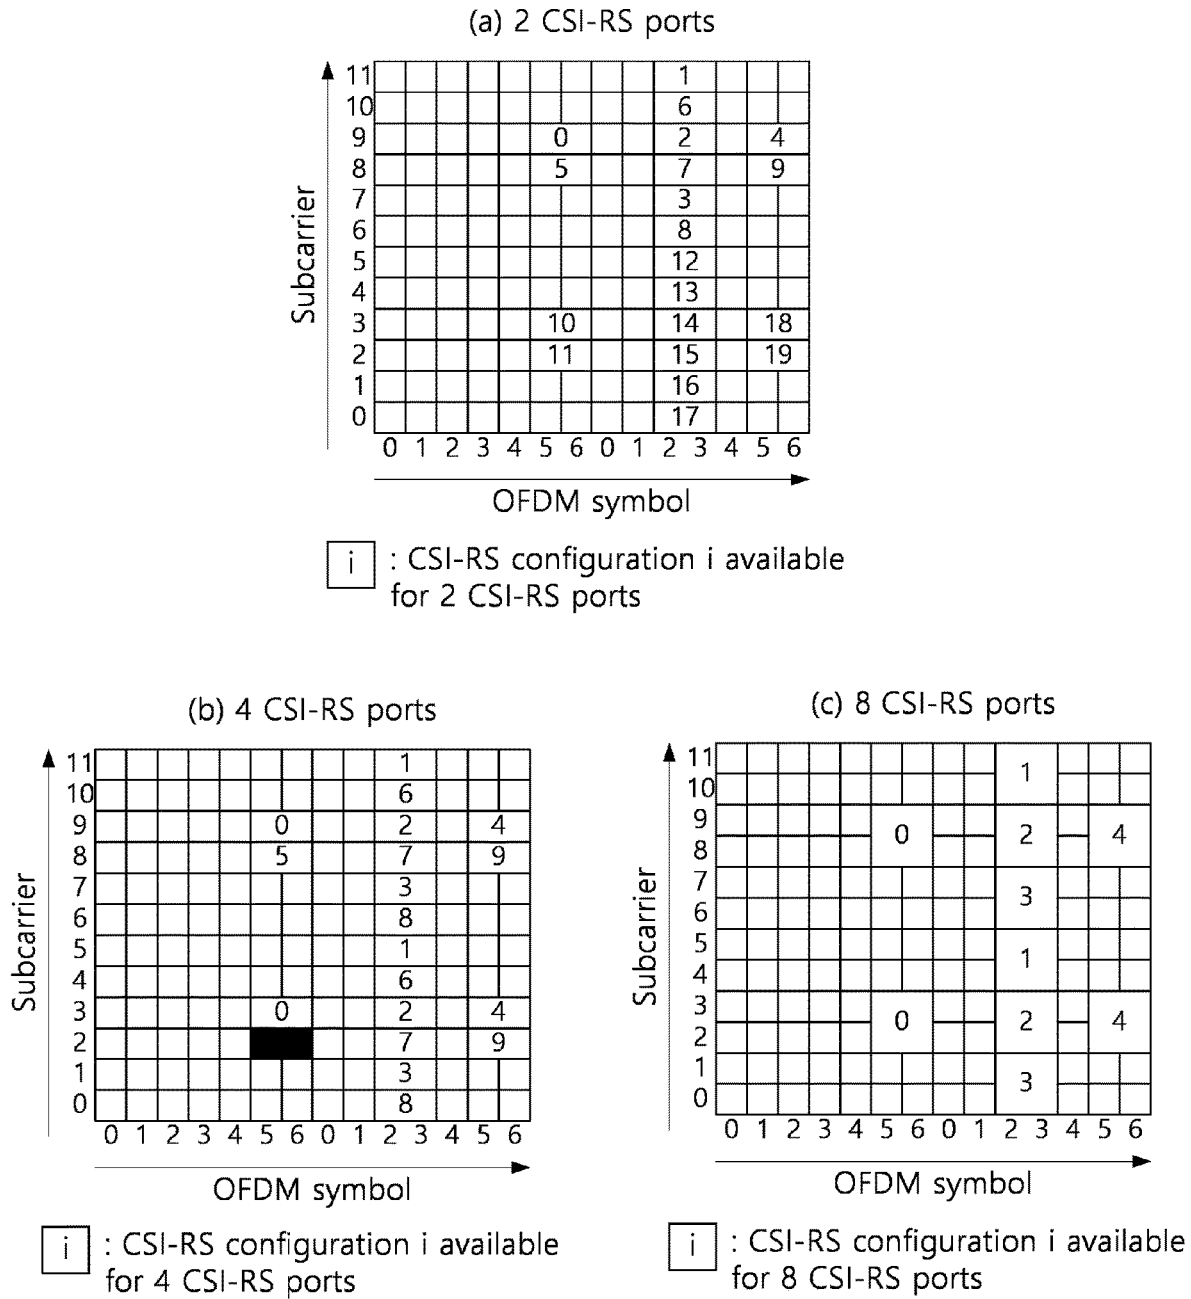 (a) 2 CSI-RS ports
11 1
10 6
9 0 2 4
8 5 7 9
7 3
6 8
5 12
4 13
3 10 14 18
2 11 15 19
1 16
0 17
Subcarrier
0 1 2 3 4 5 6 0 1 2 3 4 5 6
OFDM symbol
i : CSI-RS configuration i available
for 2 CSI-RS ports
(b) 4 CSI-RS ports
11 1
10 6
9 0 2 4
8 5 7 9
7 3
6 8
5 1
4 6
3 0 2 4
2 7 9
1 3
0 8
Subcarrier
0 1 2 3 4 5 6 0 1 2 3 4 5 6
OFDM symbol
i : CSI-RS configuration i available
for 4 CSI-RS ports
(c) 8 CSI-RS ports
11
1
10
9
0 2 4
8
7
3
6
5
1
4
3
0 2 4
2
1
3
0
Subcarrier
0 1 2 3 4 5 6 0 1 2 3 4 5 6
OFDM symbol
i : CSI-RS configuration i available
for 8 CSI-RS ports